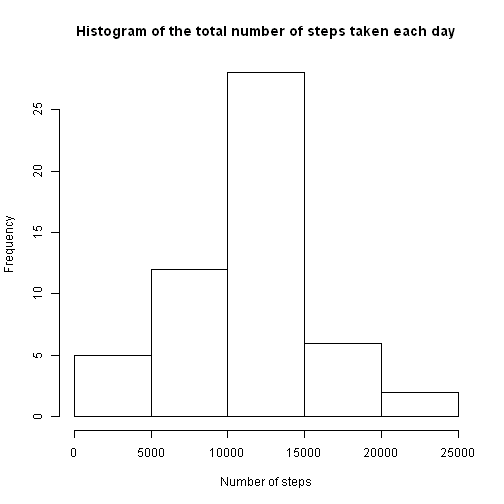 Histogram of the total number of steps taken each day
Frequency
25
20
15
10
5
0
0 5000 10000 15000 20000 25000
Number of steps